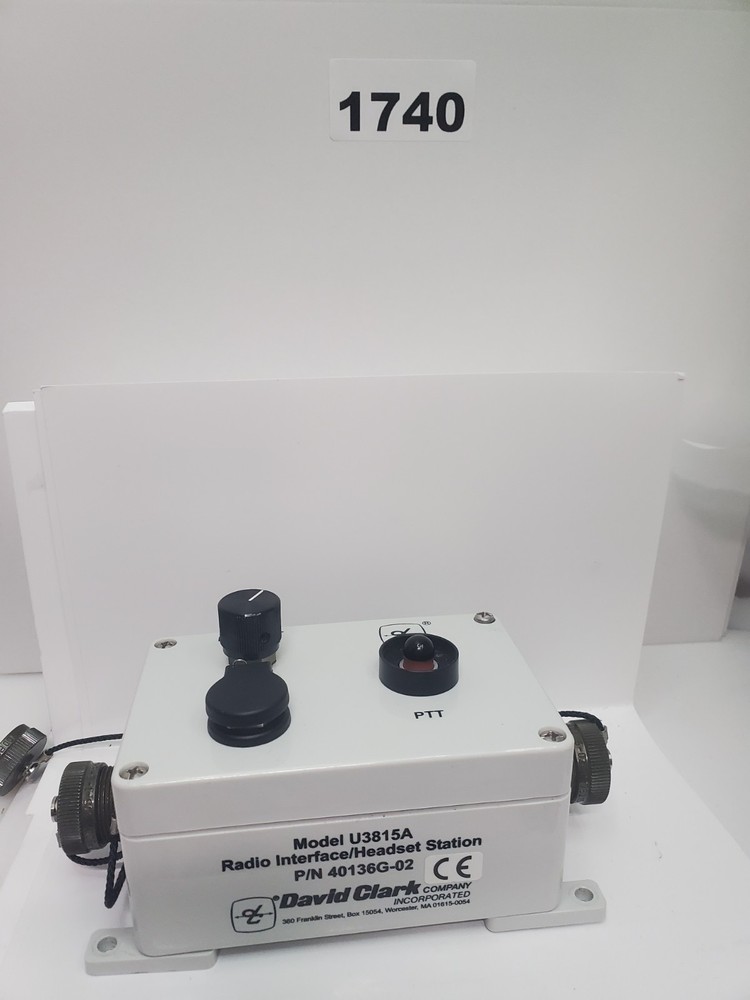 1740
®
PTT
Model U3815A
Radio Interface/Headset Station
P/N 40136G-02 CE
®David Clark COMPANY
INCORPORATED
360 Franklin Street, Box 15054, Worcester, MA 01615-0054